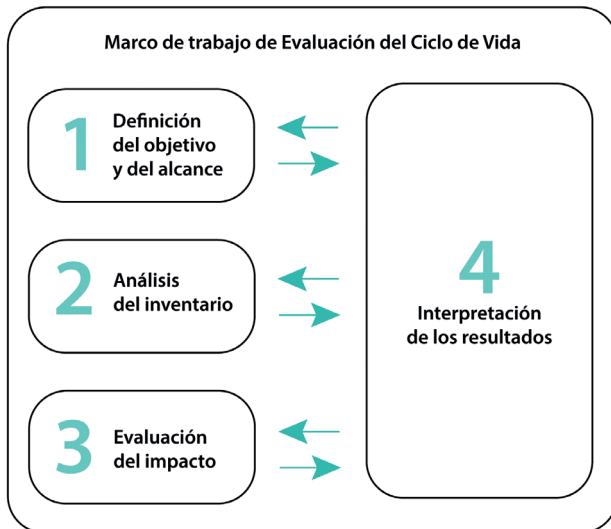 Marco de trabajo de Evaluación del Ciclo de Vida
1
Definición
del objetivo
y del alcance
2
Análisis
del inventario
3
Evaluación
del impacto
4
Interpretación
de los resultados